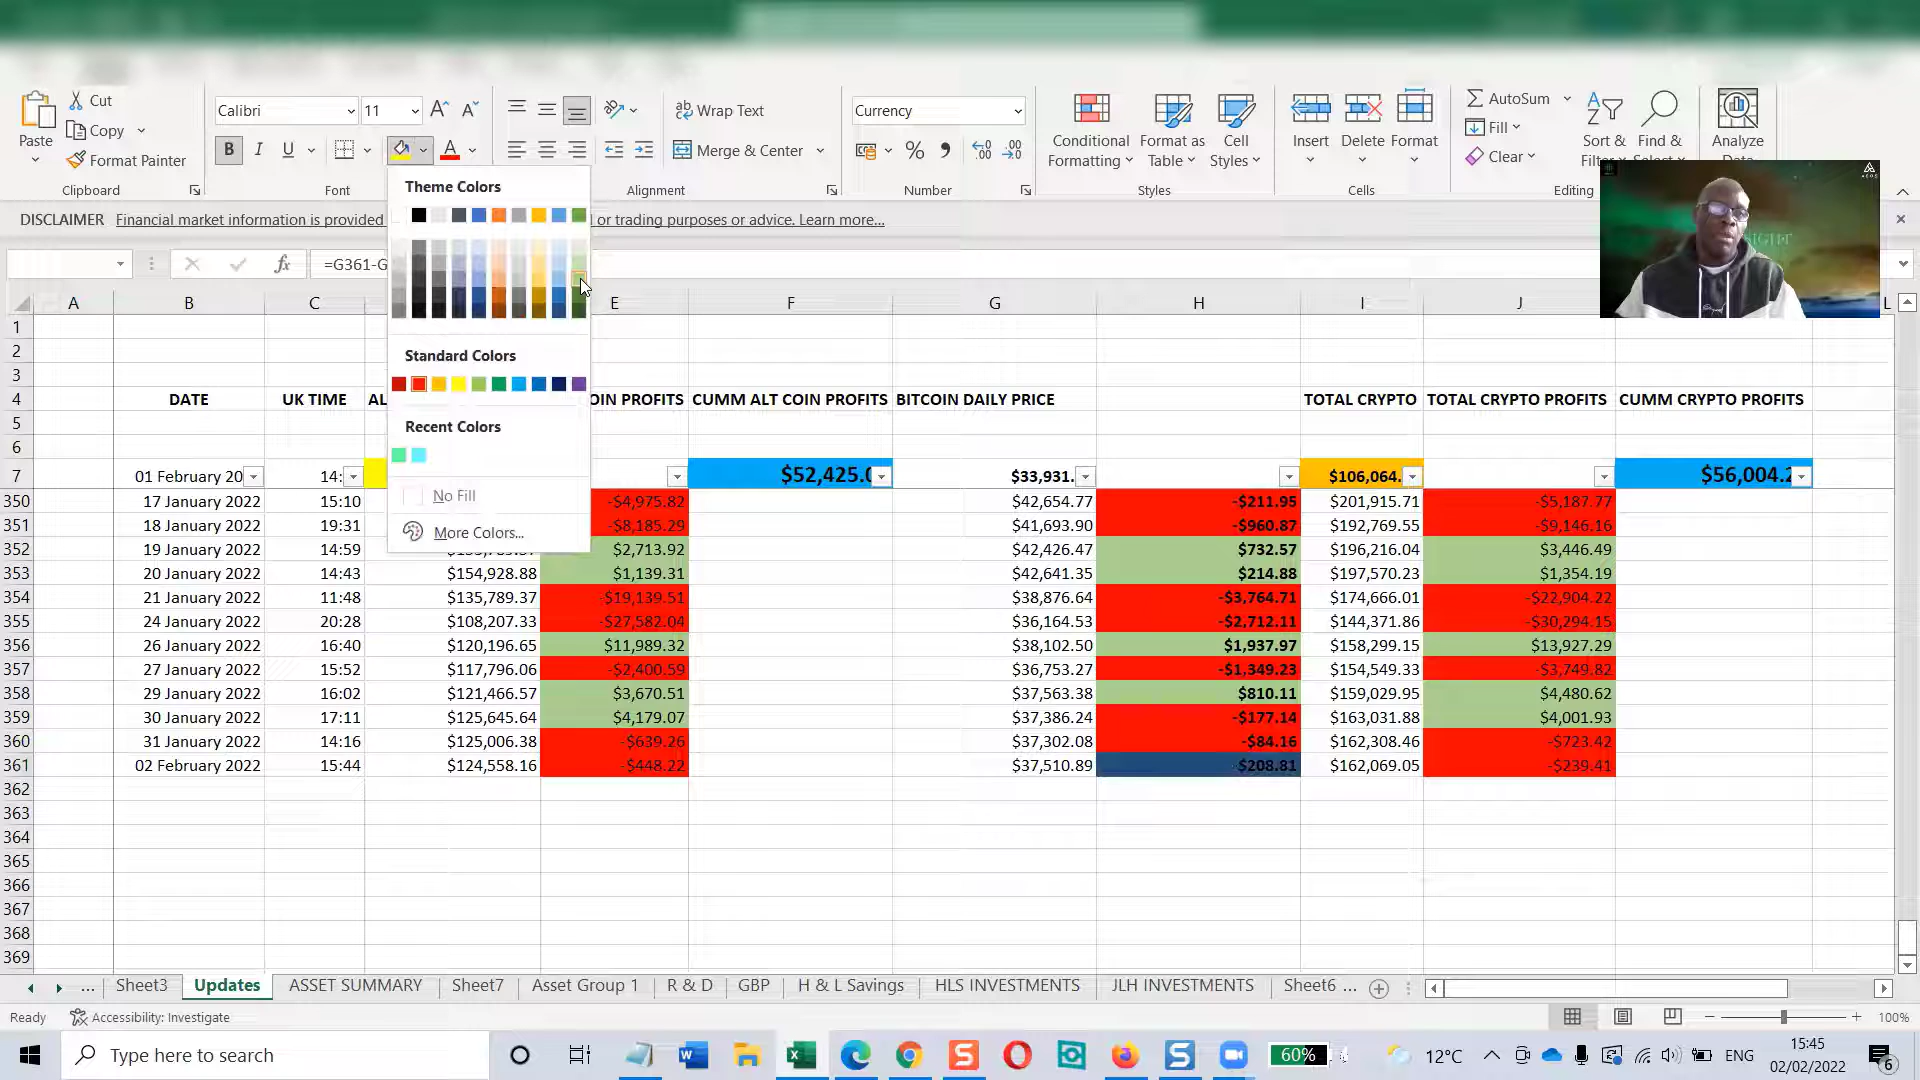 Paste
Cut
Copy
Format Painter
Clipboard
Calibri
11
B I U
A
Font
ab Wrap Text
Merge & Center
Alignment
Currency
%
Number
Conditional Formatting
Format as Table
Cell Styles
Styles
Insert
Delete
Format
Cells
AutoSum
Fill
Clear
Sort & Filter
Find & Select
Editing
Analyze Data
DISCLAIMER Financial market information is provided
or trading purposes or advice. Learn more...
fx =G361-G
Theme Colors
Standard Colors
Recent Colors
No Fill
More Colors...
A B C E F G H I J L
1
2
3
4 DATE UK TIME AL OIN PROFITS CUMM ALT COIN PROFITS BITCOIN DAILY PRICE TOTAL CRYPTO TOTAL CRYPTO PROFITS CUMM CRYPTO PROFITS
5
6
7 01 February 20 14: $52,425.0 $33,931. $106,064. $56,004.2
350 17 January 2022 15:10 -$4,975.82 $42,654.77 -$211.95 $201,915.71 -$5,187.77
351 18 January 2022 19:31 -$8,185.29 $41,693.90 -$960.87 $192,769.55 -$9,146.16
352 19 January 2022 14:59 $2,713.92 $42,426.47 $732.57 $196,216.04 $3,446.49
353 20 January 2022 14:43 $154,928.88 $1,139.31 $42,641.35 $214.88 $197,570.23 $1,354.19
354 21 January 2022 11:48 $135,789.37 -$19,139.51 $38,876.64 -$3,764.71 $174,666.01 -$22,904.22
355 24 January 2022 20:28 $108,207.33 -$27,582.04 $36,164.53 -$2,712.11 $144,371.86 -$30,294.15
356 26 January 2022 16:40 $120,196.65 $11,989.32 $38,102.50 $1,937.97 $158,299.15 $13,927.29
357 27 January 2022 15:52 $117,796.06 -$2,400.59 $36,753.27 -$1,349.23 $154,549.33 -$3,749.82
358 29 January 2022 16:02 $121,466.57 $3,670.51 $37,563.38 $810.11 $159,029.95 $4,480.62
359 30 January 2022 17:11 $125,645.64 $4,179.07 $37,386.24 -$177.14 $163,031.88 $4,001.93
360 31 January 2022 14:16 $125,006.38 -$639.26 $37,302.08 -$84.16 $162,308.46 -$723.42
361 02 February 2022 15:44 $124,558.16 -$448.22 $37,510.89 $208.81 $162,069.05 -$239.41
362
363
364
365
366
367
368
369
... Sheet3 Updates ASSET SUMMARY Sheet7 Asset Group 1 R & D GBP H & L Savings HLS INVESTMENTS JLH INVESTMENTS Sheet6 ...
Ready Accessibility: Investigate 100%
Type here to search
60%
12°C
ENG
15:45
02/02/2022
6